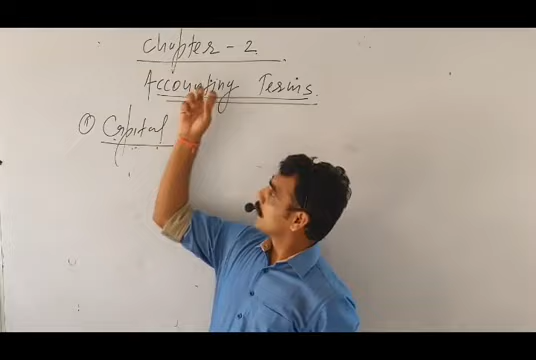 Chapter - 2
Accounting Terms.
① Capital